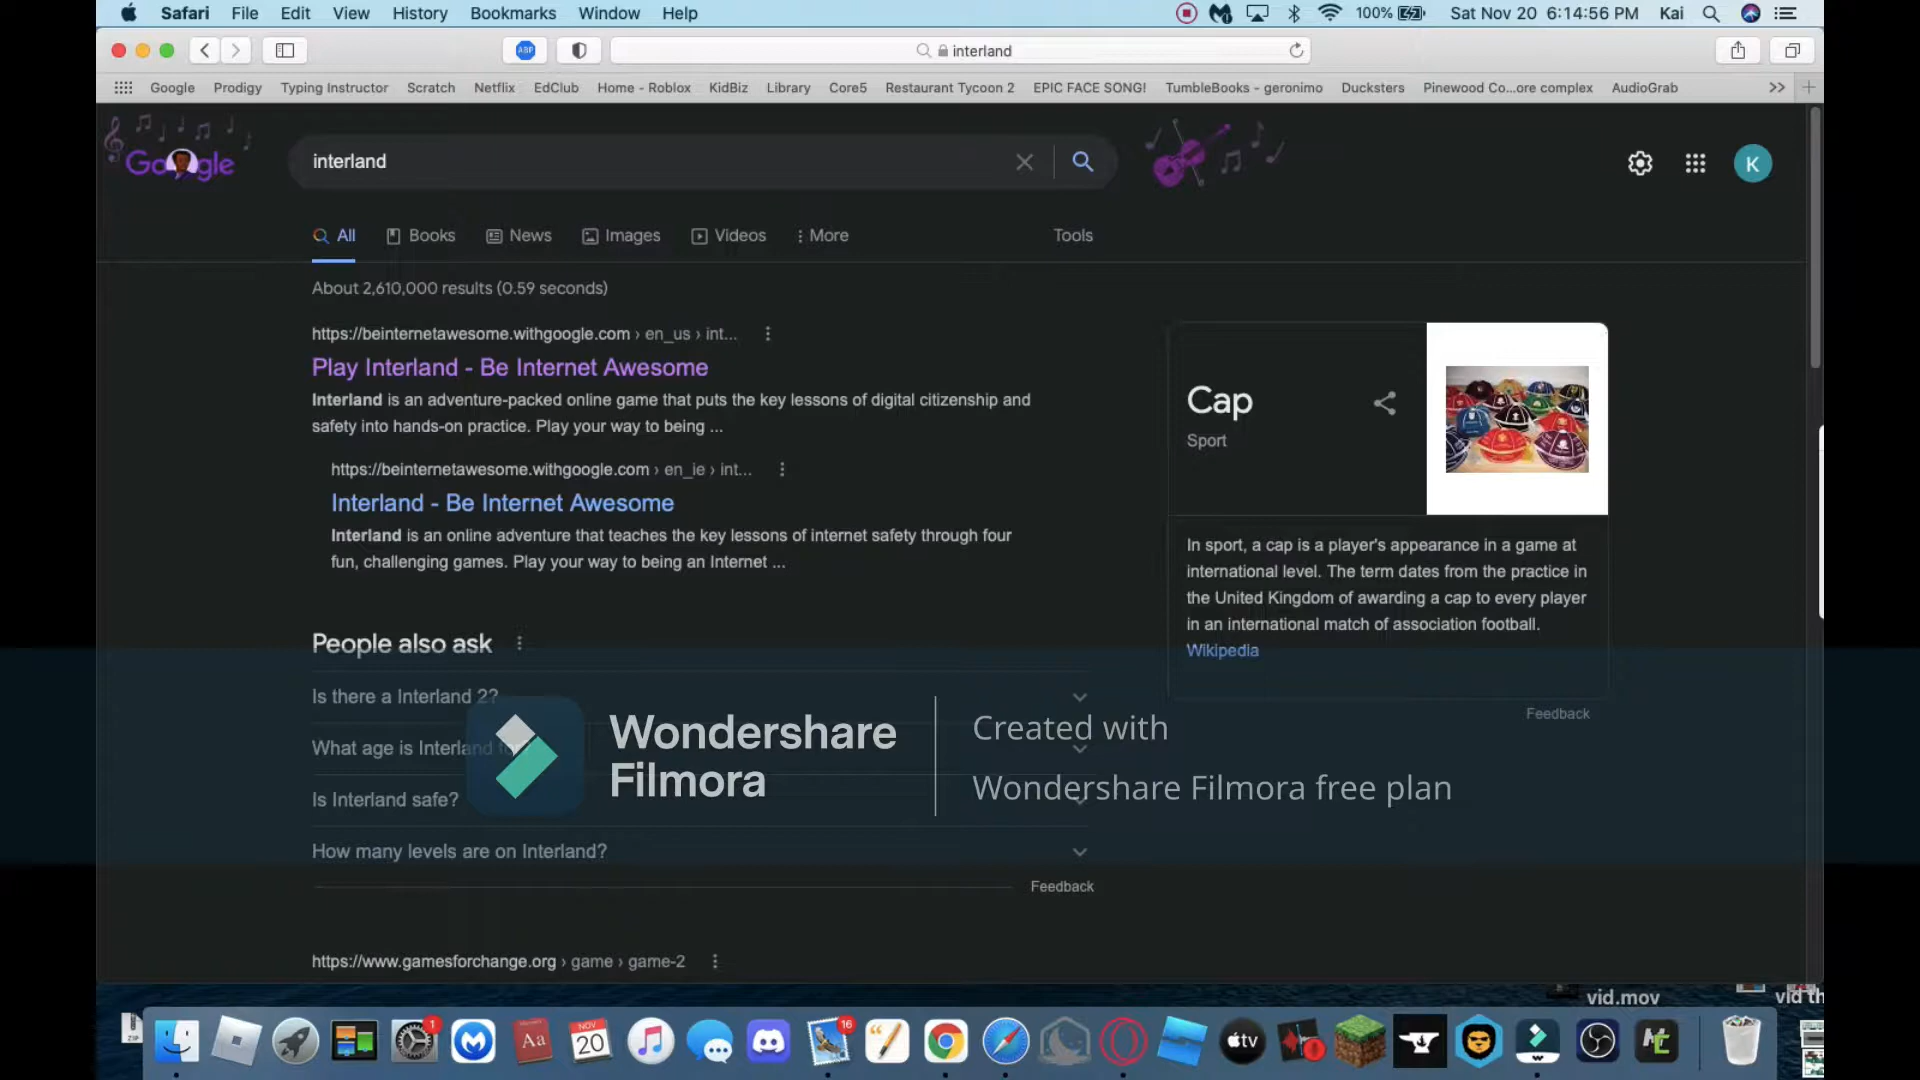 Safari File Edit View History Bookmarks Window Help 100% Sat Nov 20 6:14:56 PM Kai
ABP interland
Google Prodigy Typing Instructor Scratch Netflix EdClub Home - Roblox KidBiz Library Core5 Restaurant Tycoon 2 EPIC FACE SONG! TumbleBooks - geronimo Ducksters Pinewood Co...ore complex AudioGrab
Google interland K
All Books News Images Videos More Tools
About 2,610,000 results (0.59 seconds)
https://beinternetawesome.withgoogle.com › en_us › int...
Play Interland - Be Internet Awesome
Interland is an adventure-packed online game that puts the key lessons of digital citizenship and
safety into hands-on practice. Play your way to being ...
https://beinternetawesome.withgoogle.com › en_ie › int...
Interland - Be Internet Awesome
Interland is an online adventure that teaches the key lessons of internet safety through four
fun, challenging games. Play your way to being an Internet ...
Cap
Sport
In sport, a cap is a player's appearance in a game at
international level. The term dates from the practice in
the United Kingdom of awarding a cap to every player
in an international match of association football.
Wikipedia
Feedback
People also ask
Is there a Interland 2?
What age is Interland for?
Is Interland safe?
How many levels are on Interland?
Feedback
Wondershare
Filmora
Created with
Wondershare Filmora free plan
https://www.gamesforchange.org › game › game-2
vid.mov
vid th
ZIP
1
Aa
NOV
20
16
tv